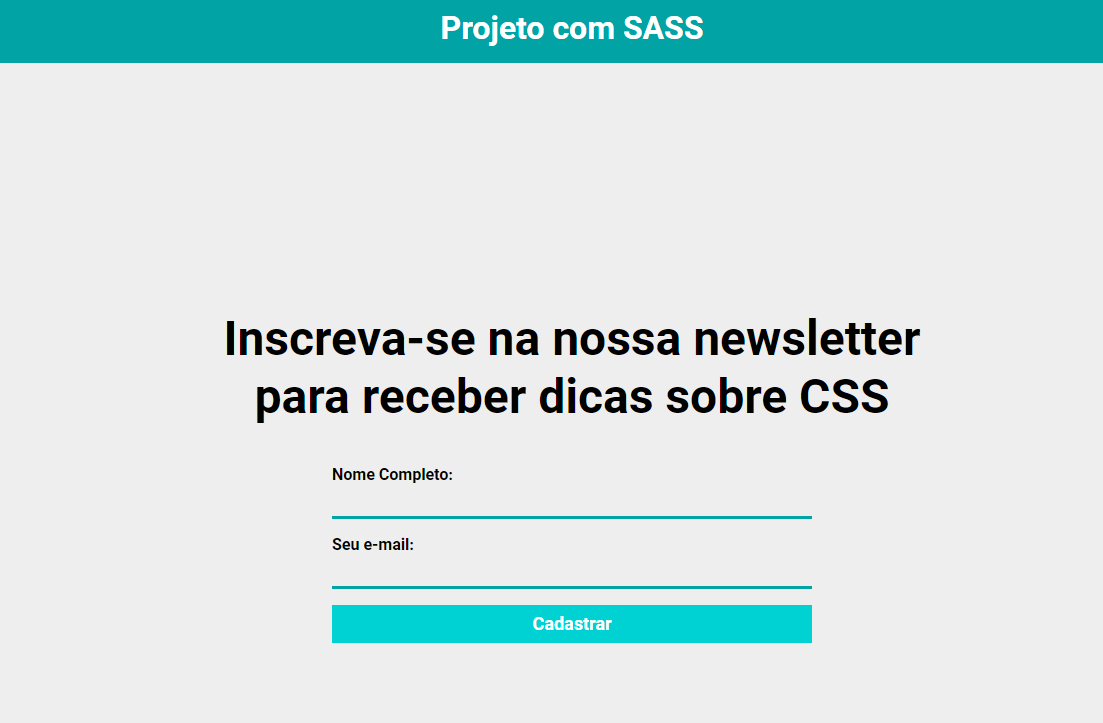 Projeto com SASS
Inscreva-se na nossa newsletter
para receber dicas sobre CSS
Nome Completo:
Seu e-mail:
Cadastrar